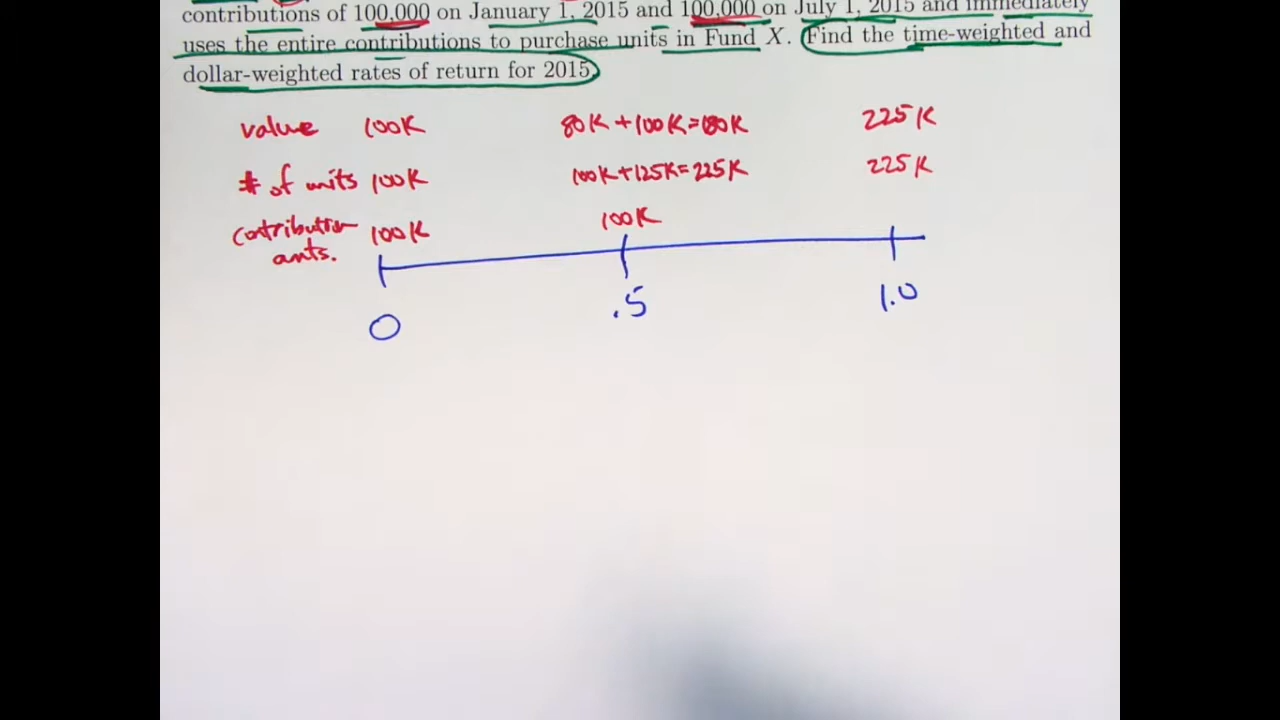 contributions of 100,000 on January 1, 2015 and 100,000 on July 1, 2015 and immediately
uses the entire contributions to purchase units in Fund X. Find the time-weighted and
dollar-weighted rates of return for 2015.
value 100K 80K+100K=180K 225K
# of units 100K 100K+125K=225K 225K
contribution 100K 100K
amts.
0 .5 1.0